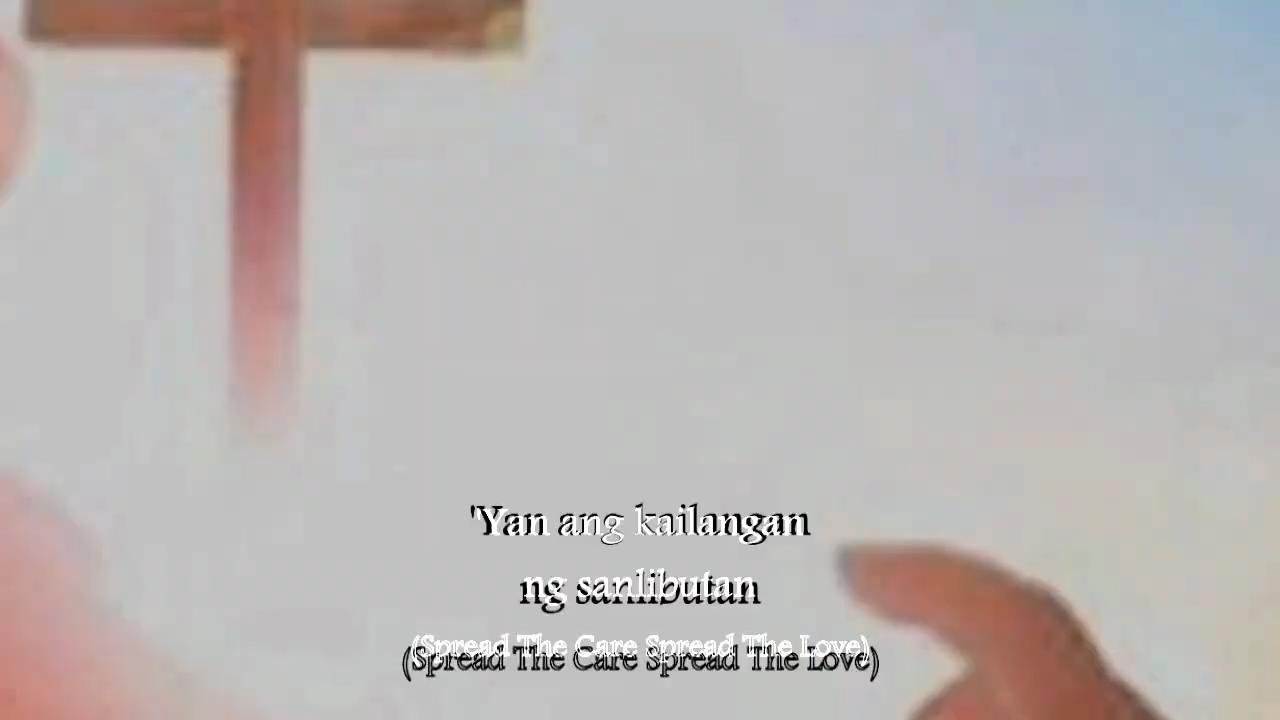 'Yan ang kailangan
ng sanlibutan
(Spread The Care Spread The Love)